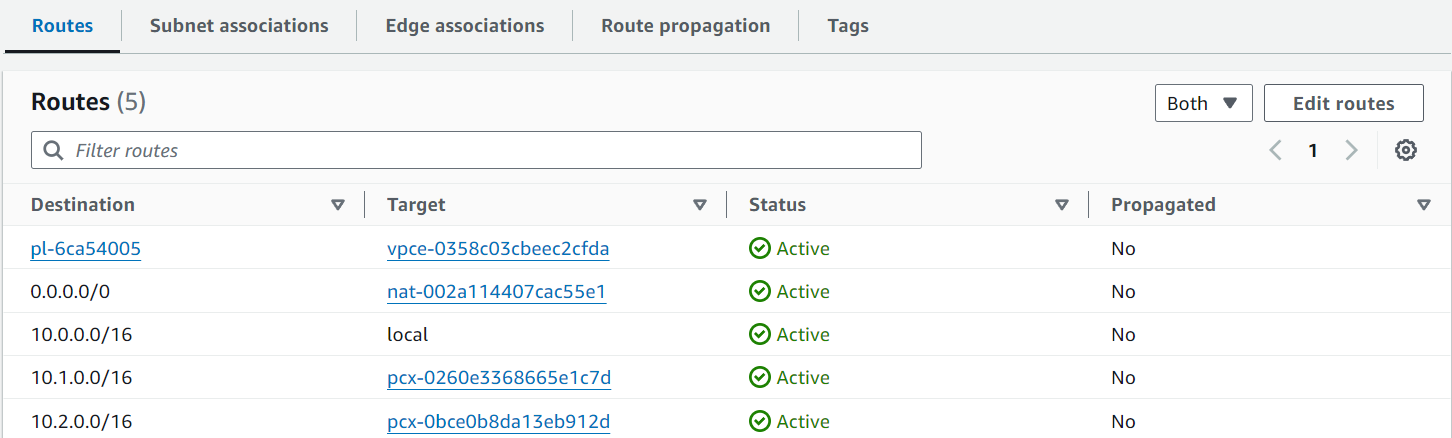 Routes Subnet associations Edge associations Route propagation Tags
Routes (5) Both Edit routes
Filter routes 1
Destination Target Status Propagated
pl-6ca54005 vpce-0358c03cbeec2cfda Active No
0.0.0.0/0 nat-002a114407cac55e1 Active No
10.0.0.0/16 local Active No
10.1.0.0/16 pcx-0260e3368665e1c7d Active No
10.2.0.0/16 pcx-0bce0b8da13eb912d Active No